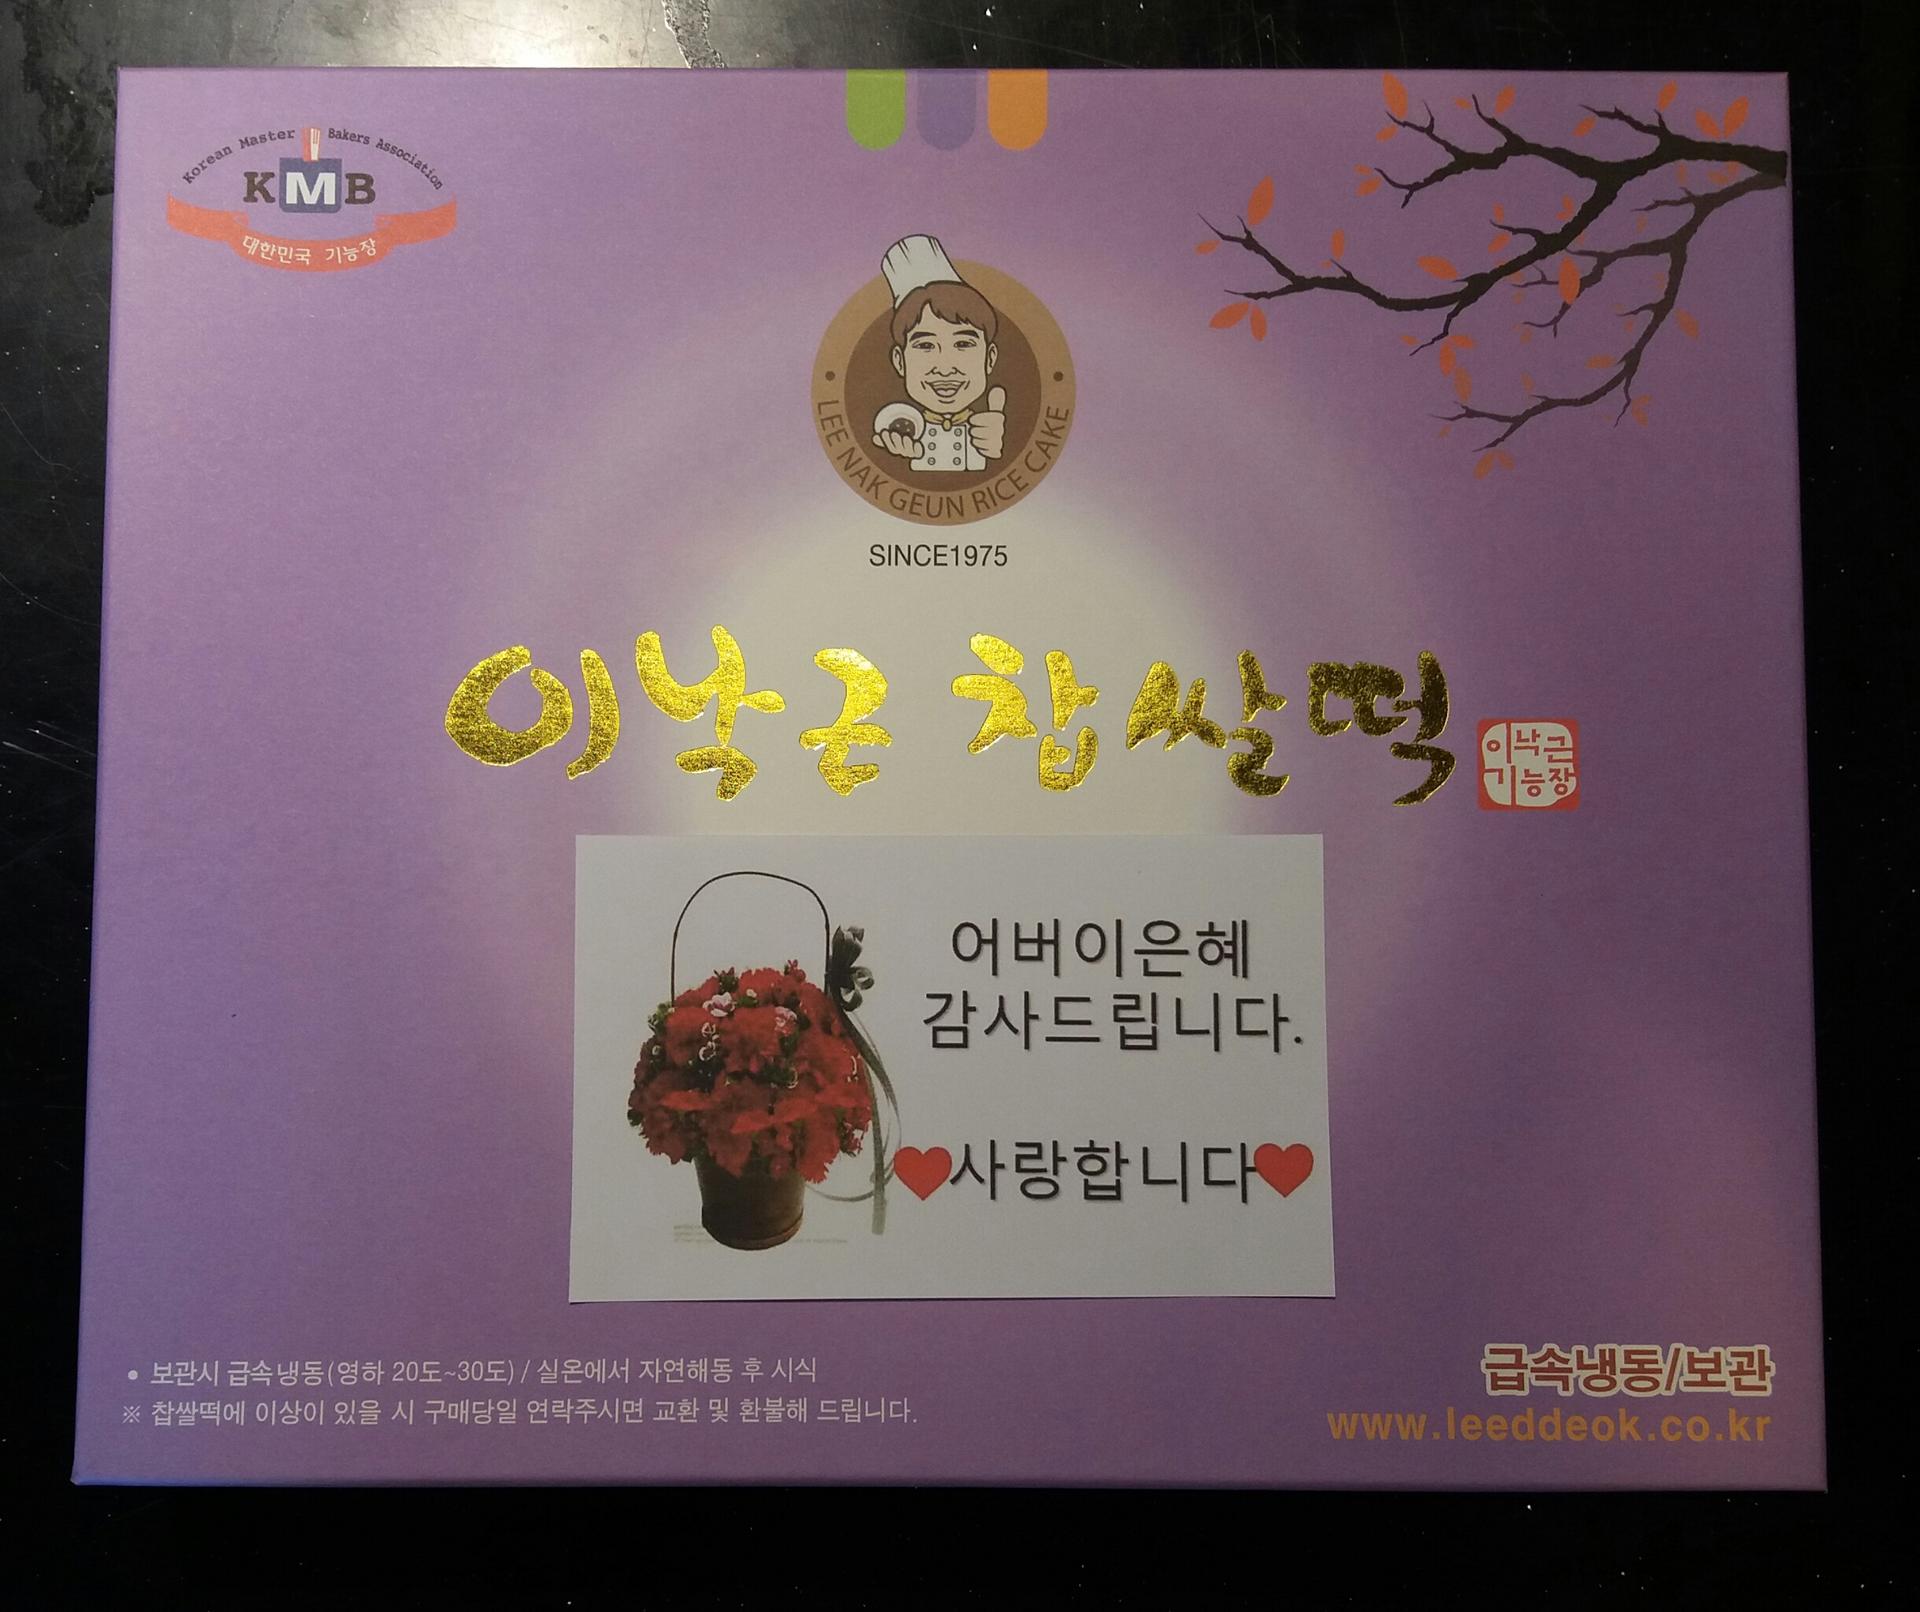 Korean Master Bakers Association
KMB
대한민국 기능장
LEE NAK GEUN RICE CAKE
SINCE1975
이낙근 찹쌀떡
이낙근
기능장
어버이은혜
감사드립니다.
♥사랑합니다♥
• 보관시 급속냉동(영하 20도~30도) / 실온에서 자연해동 후 시식
※ 찹쌀떡에 이상이 있을 시 구매당일 연락주시면 교환 및 환불해 드립니다.
급속냉동/보관
www.leeddeok.co.kr